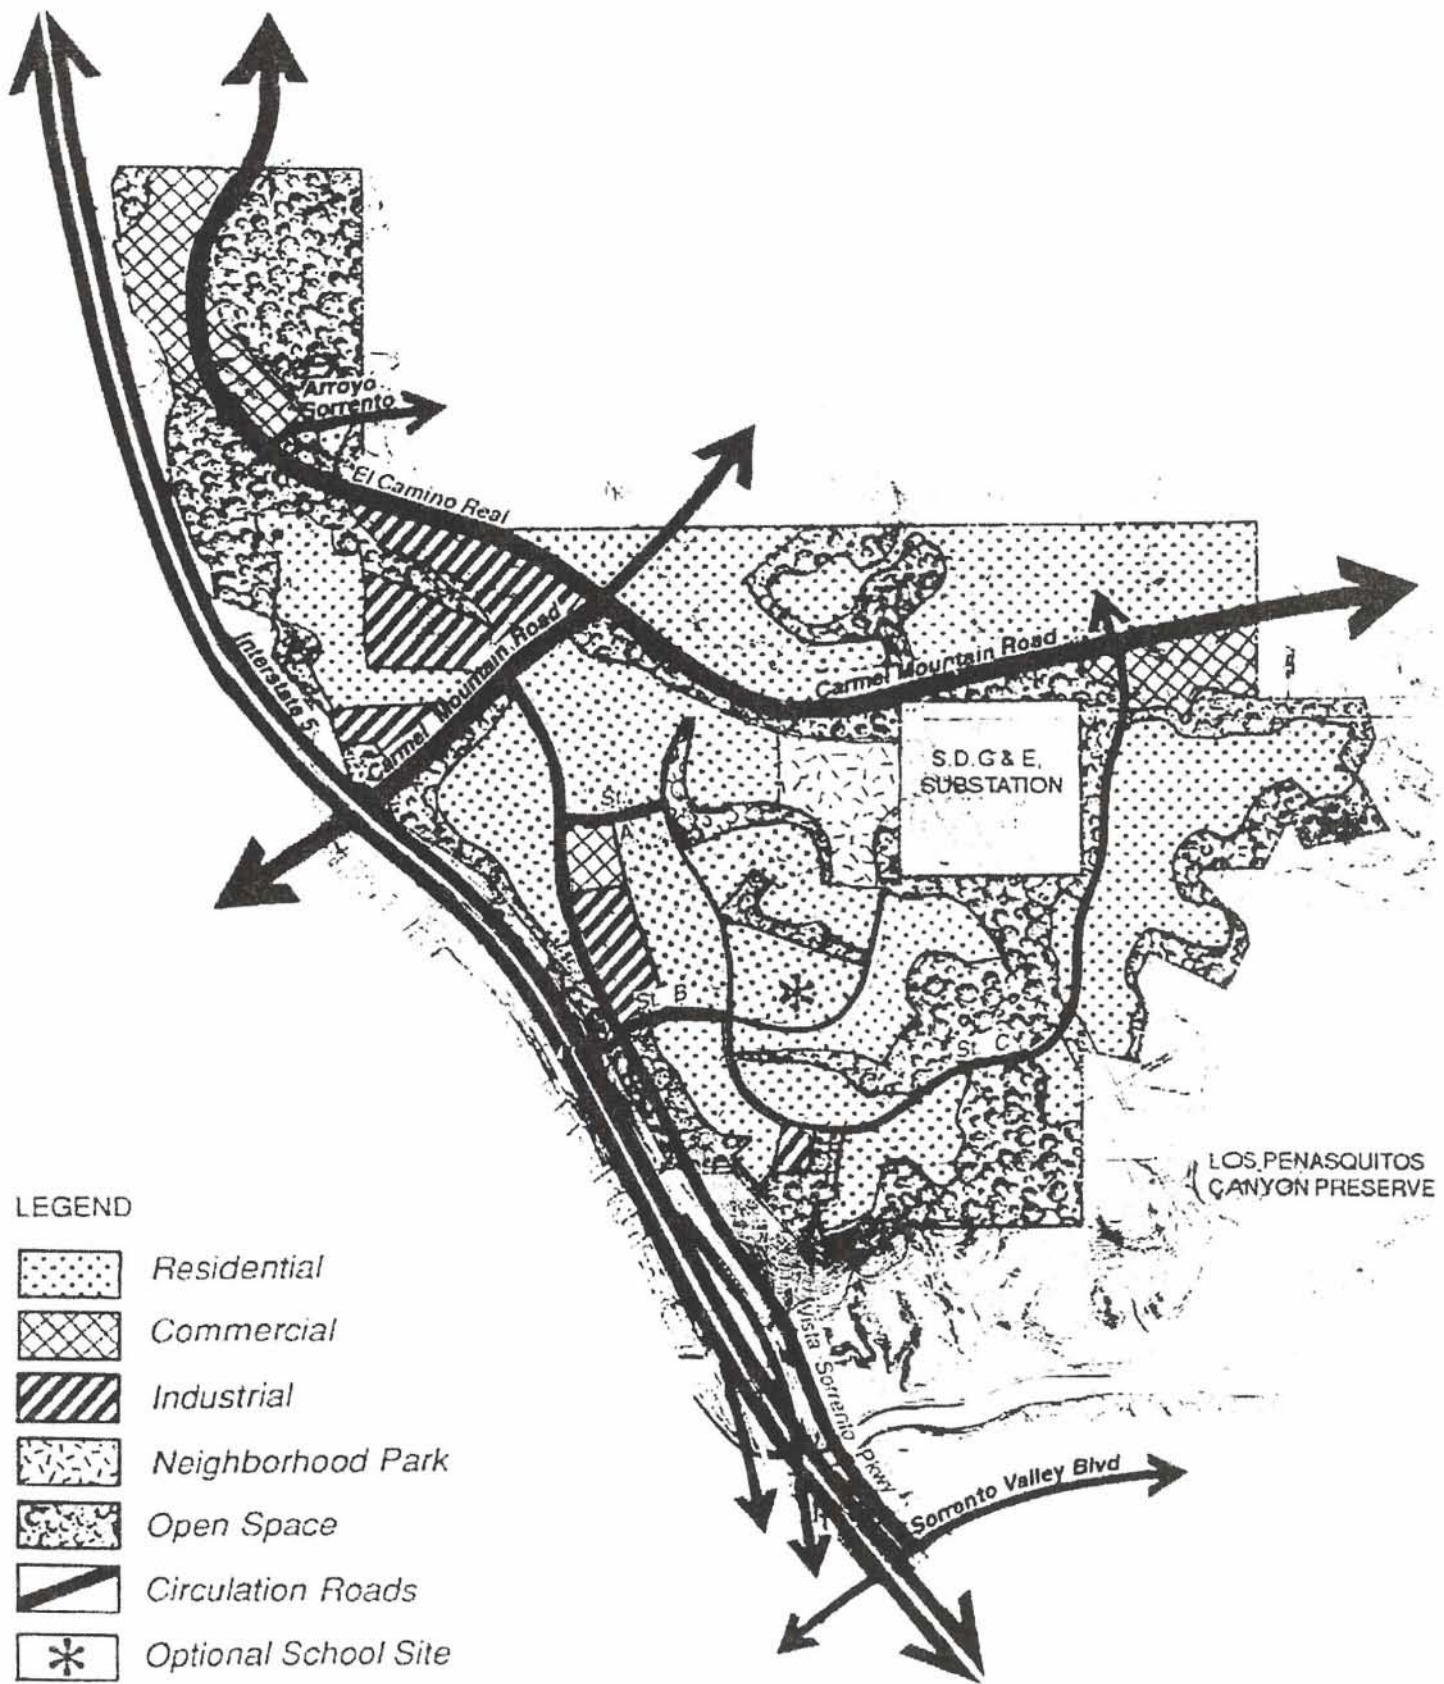 Arroyo
Sorrento
El Camino Real
Interstate 5
Carmel Mountain Road
Carmel Mountain Road
S.D.G & E.
SUBSTATION
St. A
St. B
St. C
LOS PENASQUITOS
CANYON PRESERVE
Vista Sorrento Pkwy
Sorrento Valley Blvd
LEGEND
Residential
Commercial
Industrial
Neighborhood Park
Open Space
Circulation Roads
Optional School Site